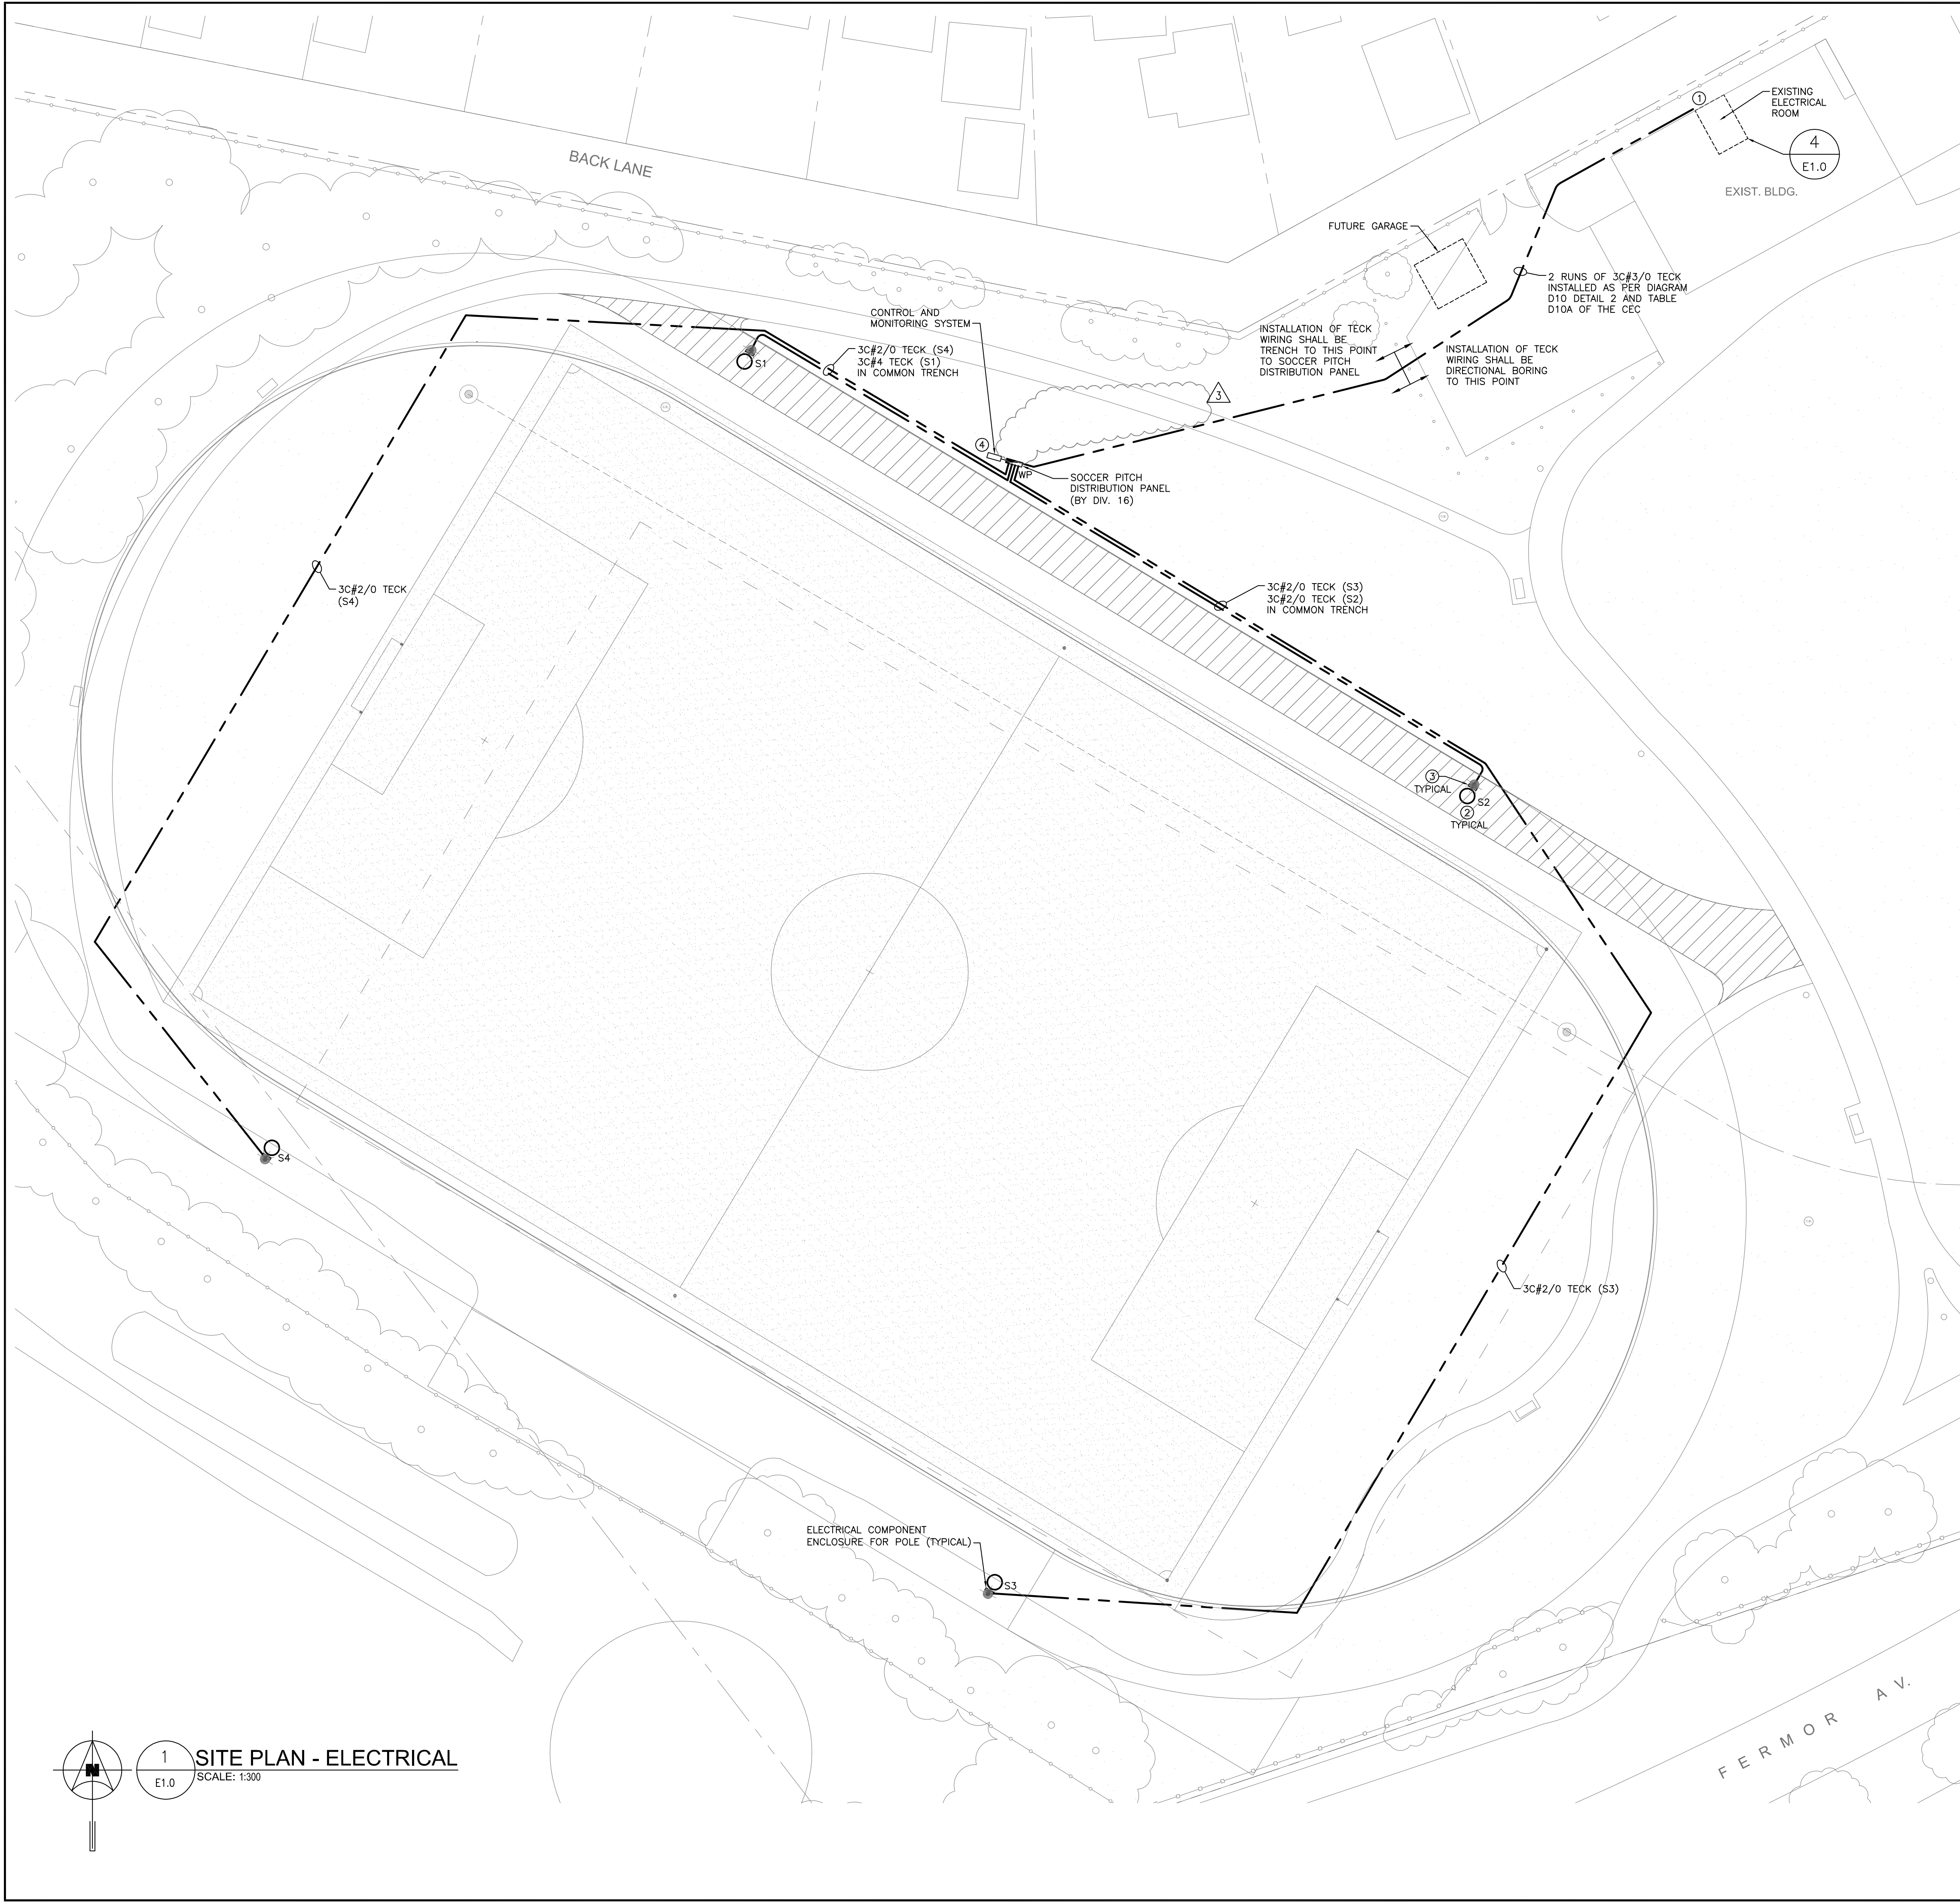 BACK LANE
1
EXISTING
ELECTRICAL
ROOM
4
E1.0
EXIST. BLDG.
FUTURE GARAGE
2 RUNS OF 3C#3/0 TECK
INSTALLED AS PER DIAGRAM
D10 DETAIL 2 AND TABLE
D10A OF THE CEC
CONTROL AND
MONITORING SYSTEM
INSTALLATION OF TECK
WIRING SHALL BE
TRENCH TO THIS POINT
TO SOCCER PITCH
DISTRIBUTION PANEL
INSTALLATION OF TECK
WIRING SHALL BE
DIRECTIONAL BORING
TO THIS POINT
S1
3C#2/0 TECK (S4)
3C#4 TECK (S1)
IN COMMON TRENCH
3
4
WP
SOCCER PITCH
DISTRIBUTION PANEL
(BY DIV. 16)
3C#2/0 TECK
(S4)
3C#2/0 TECK (S3)
3C#2/0 TECK (S2)
IN COMMON TRENCH
3
TYPICAL
S2
2
TYPICAL
S4
3C#2/0 TECK (S3)
ELECTRICAL COMPONENT
ENCLOSURE FOR POLE (TYPICAL)
S3
FERMOR AV.
N
1
E1.0
SITE PLAN - ELECTRICAL
SCALE: 1:300